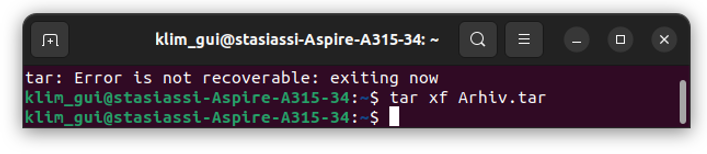 klim_gui@stasiassi-Aspire-A315-34: ~
tar: Error is not recoverable: exiting now
klim_gui@stasiassi-Aspire-A315-34:~$ tar xf Arhiv.tar
klim_gui@stasiassi-Aspire-A315-34:~$